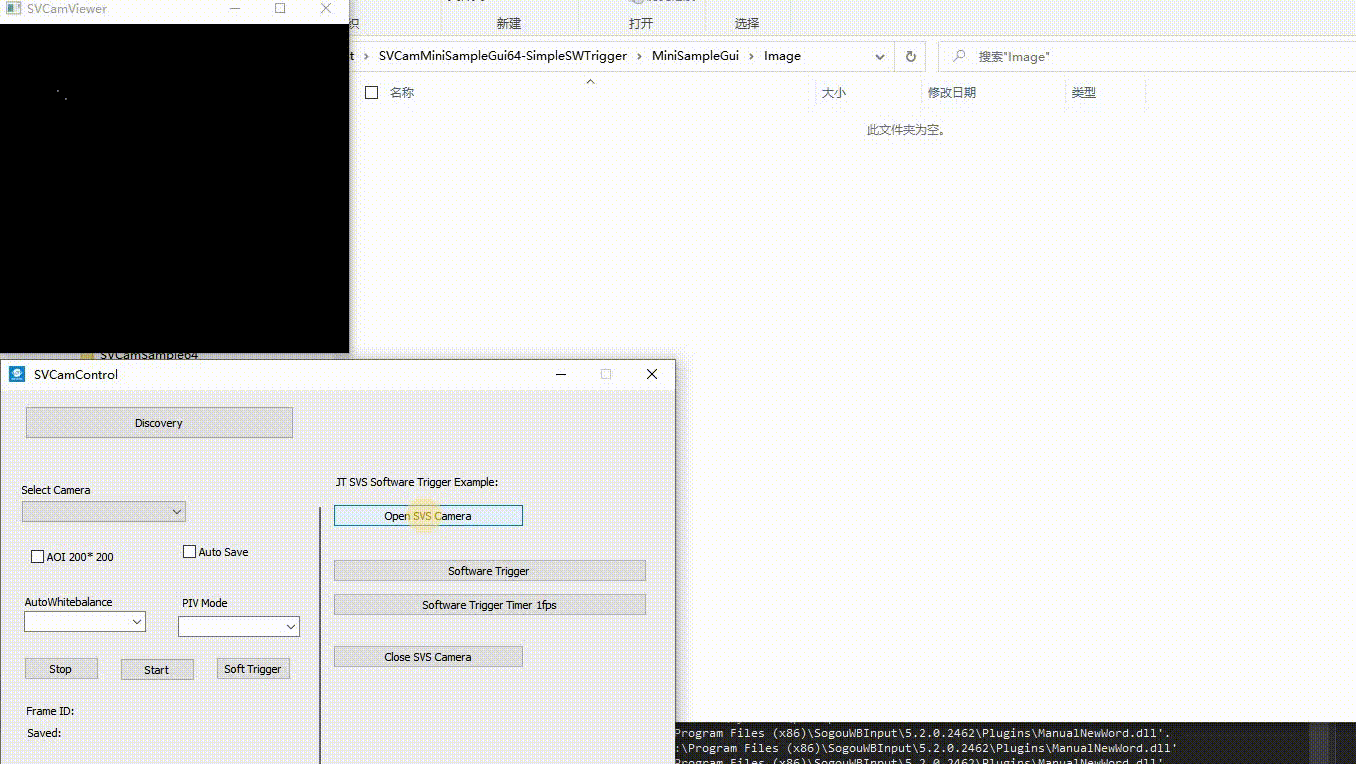 SVCamViewer
新建
打开
选择
SVCamMiniSampleGui64-SimpleSWTrigger › MiniSampleGui › Image
搜索"Image"
名称
大小
修改日期
类型
此文件夹为空。
SVCamSample64
SVCamControl
Discovery
Select Camera
AOI 200* 200
Auto Save
AutoWhitebalance
PIV Mode
Stop
Start
Soft Trigger
Frame ID:
Saved:
JT SVS Software Trigger Example:
Open SVS Camera
Software Trigger
Software Trigger Timer 1fps
Close SVS Camera
Program Files (x86)\SogouWBInput\5.2.0.2462\Plugins\ManualNewWord.dll'.
:\Program Files (x86)\SogouWBInput\5.2.0.2462\Plugins\ManualNewWord.dll'
Program Files (x86)\SogouWBInput\5.2.0.2462\Plugins\ManualNewWord.dll'